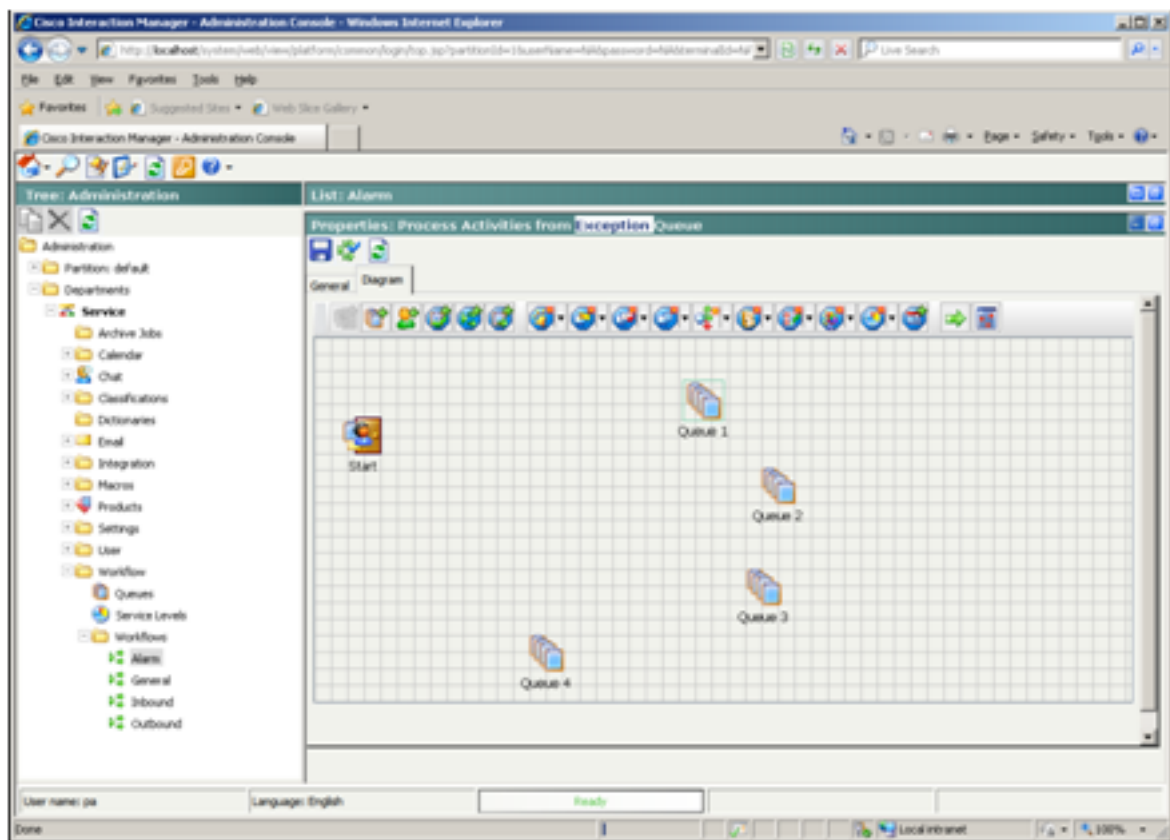 Cisco Interaction Manager - Administration Console - Windows Internet Explorer
Live Search
File Edit View Favorites Tools Help
Favorites Suggested Sites Web Slice Gallery
Cisco Interaction Manager - Administration Console
Page Safety Tools
Tree: Administration
List: Alarm
Properties: Process Activities from Exception Queue
Administration
Partition: default
Departments
Service
Archive Jobs
Calendar
Chat
Classifications
Dictionaries
Email
Integration
Macros
Products
Settings
User
Workflow
Queues
Service Levels
Workflows
Alarm
General
Inbound
Outbound
General Diagram
Start
Queue 1
Queue 2
Queue 3
Queue 4
User name: pa
Language: English
Ready
Done
Local intranet
100%